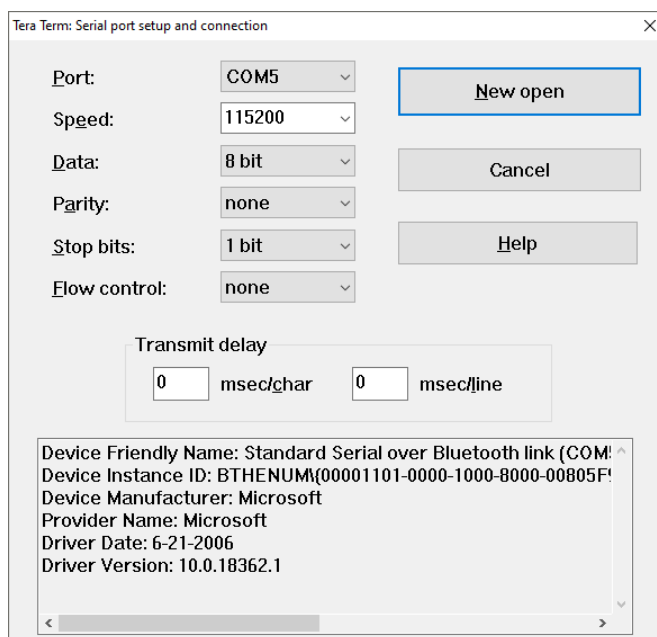 Tera Term: Serial port setup and connection
Port: COM5
New open
Speed: 115200
Data: 8 bit
Cancel
Parity: none
Stop bits: 1 bit
Help
Flow control: none
Transmit delay
0 msec/char 0 msec/line
Device Friendly Name: Standard Serial over Bluetooth link (COM5
Device Instance ID: BTHENUM\{00001101-0000-1000-8000-00805F9
Device Manufacturer: Microsoft
Provider Name: Microsoft
Driver Date: 6-21-2006
Driver Version: 10.0.18362.1